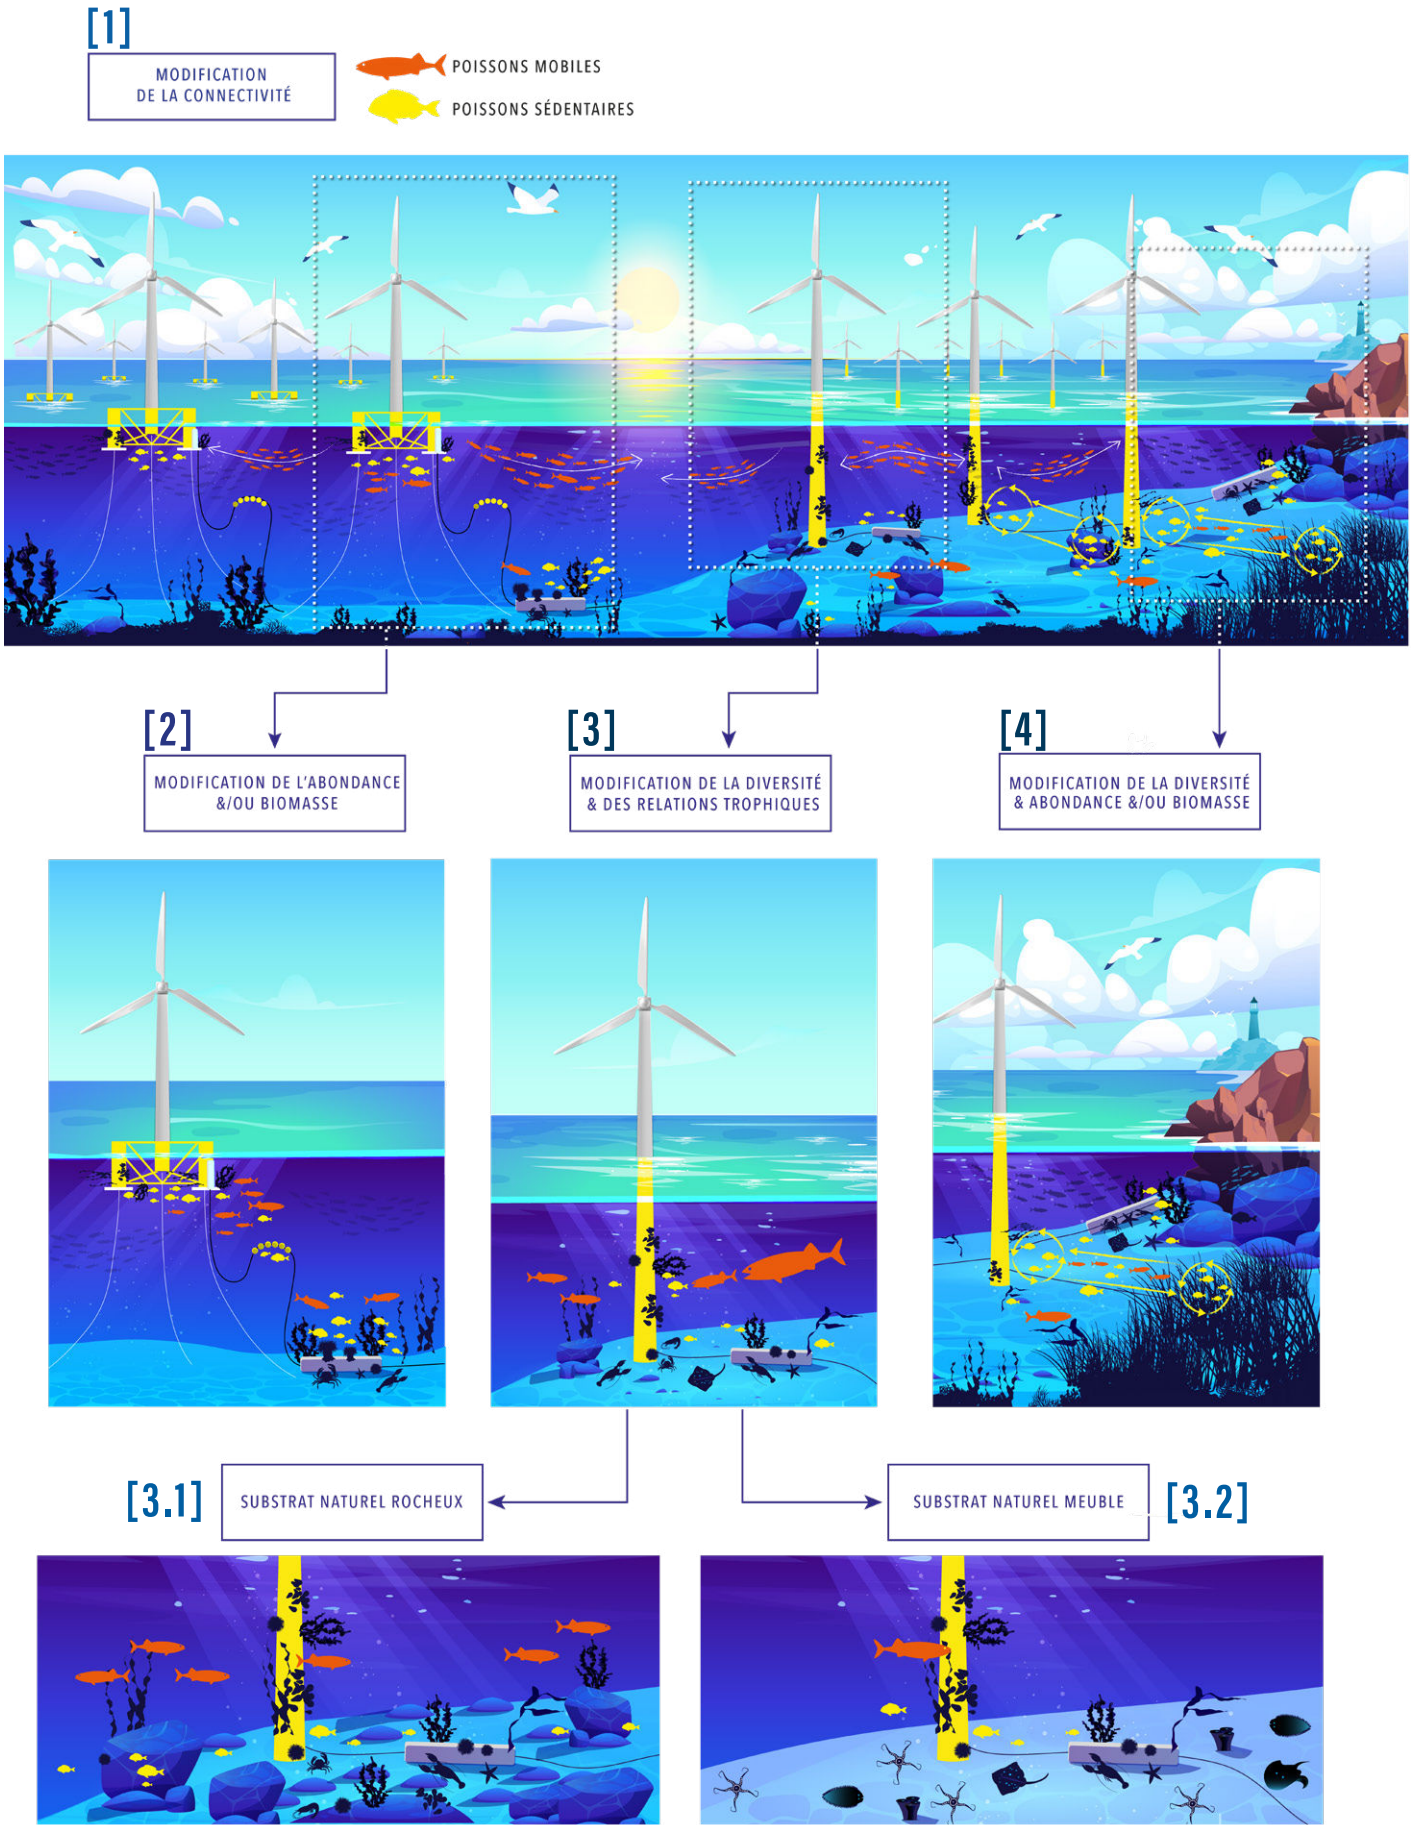 [1]
MODIFICATION
DE LA CONNECTIVITÉ
POISSONS MOBILES
POISSONS SÉDENTAIRES
[2]
MODIFICATION DE L'ABONDANCE
&/OU BIOMASSE
[3]
MODIFICATION DE LA DIVERSITÉ
& DES RELATIONS TROPHIQUES
[4]
MODIFICATION DE LA DIVERSITÉ
& ABONDANCE &/OU BIOMASSE
[3.1]
SUBSTRAT NATUREL ROCHEUX
SUBSTRAT NATUREL MEUBLE
[3.2]